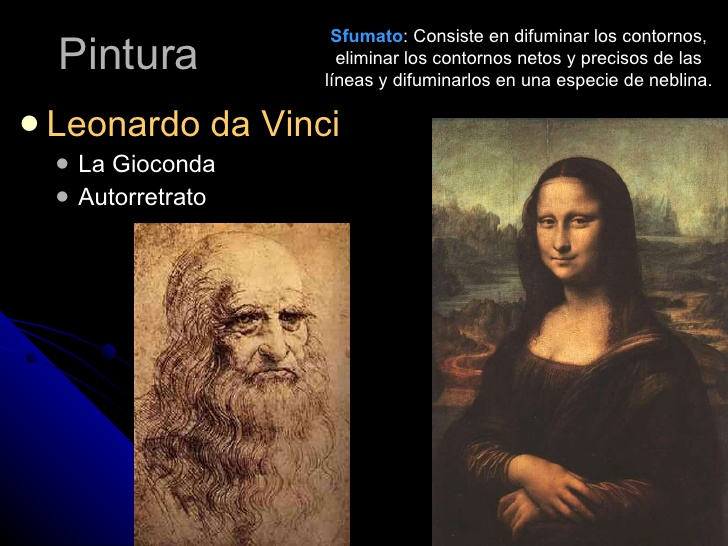 Pintura
Sfumato: Consiste en difuminar los contornos,
eliminar los contornos netos y precisos de las
líneas y difuminarlos en una especie de neblina.
Leonardo da Vinci
La Gioconda
Autorretrato